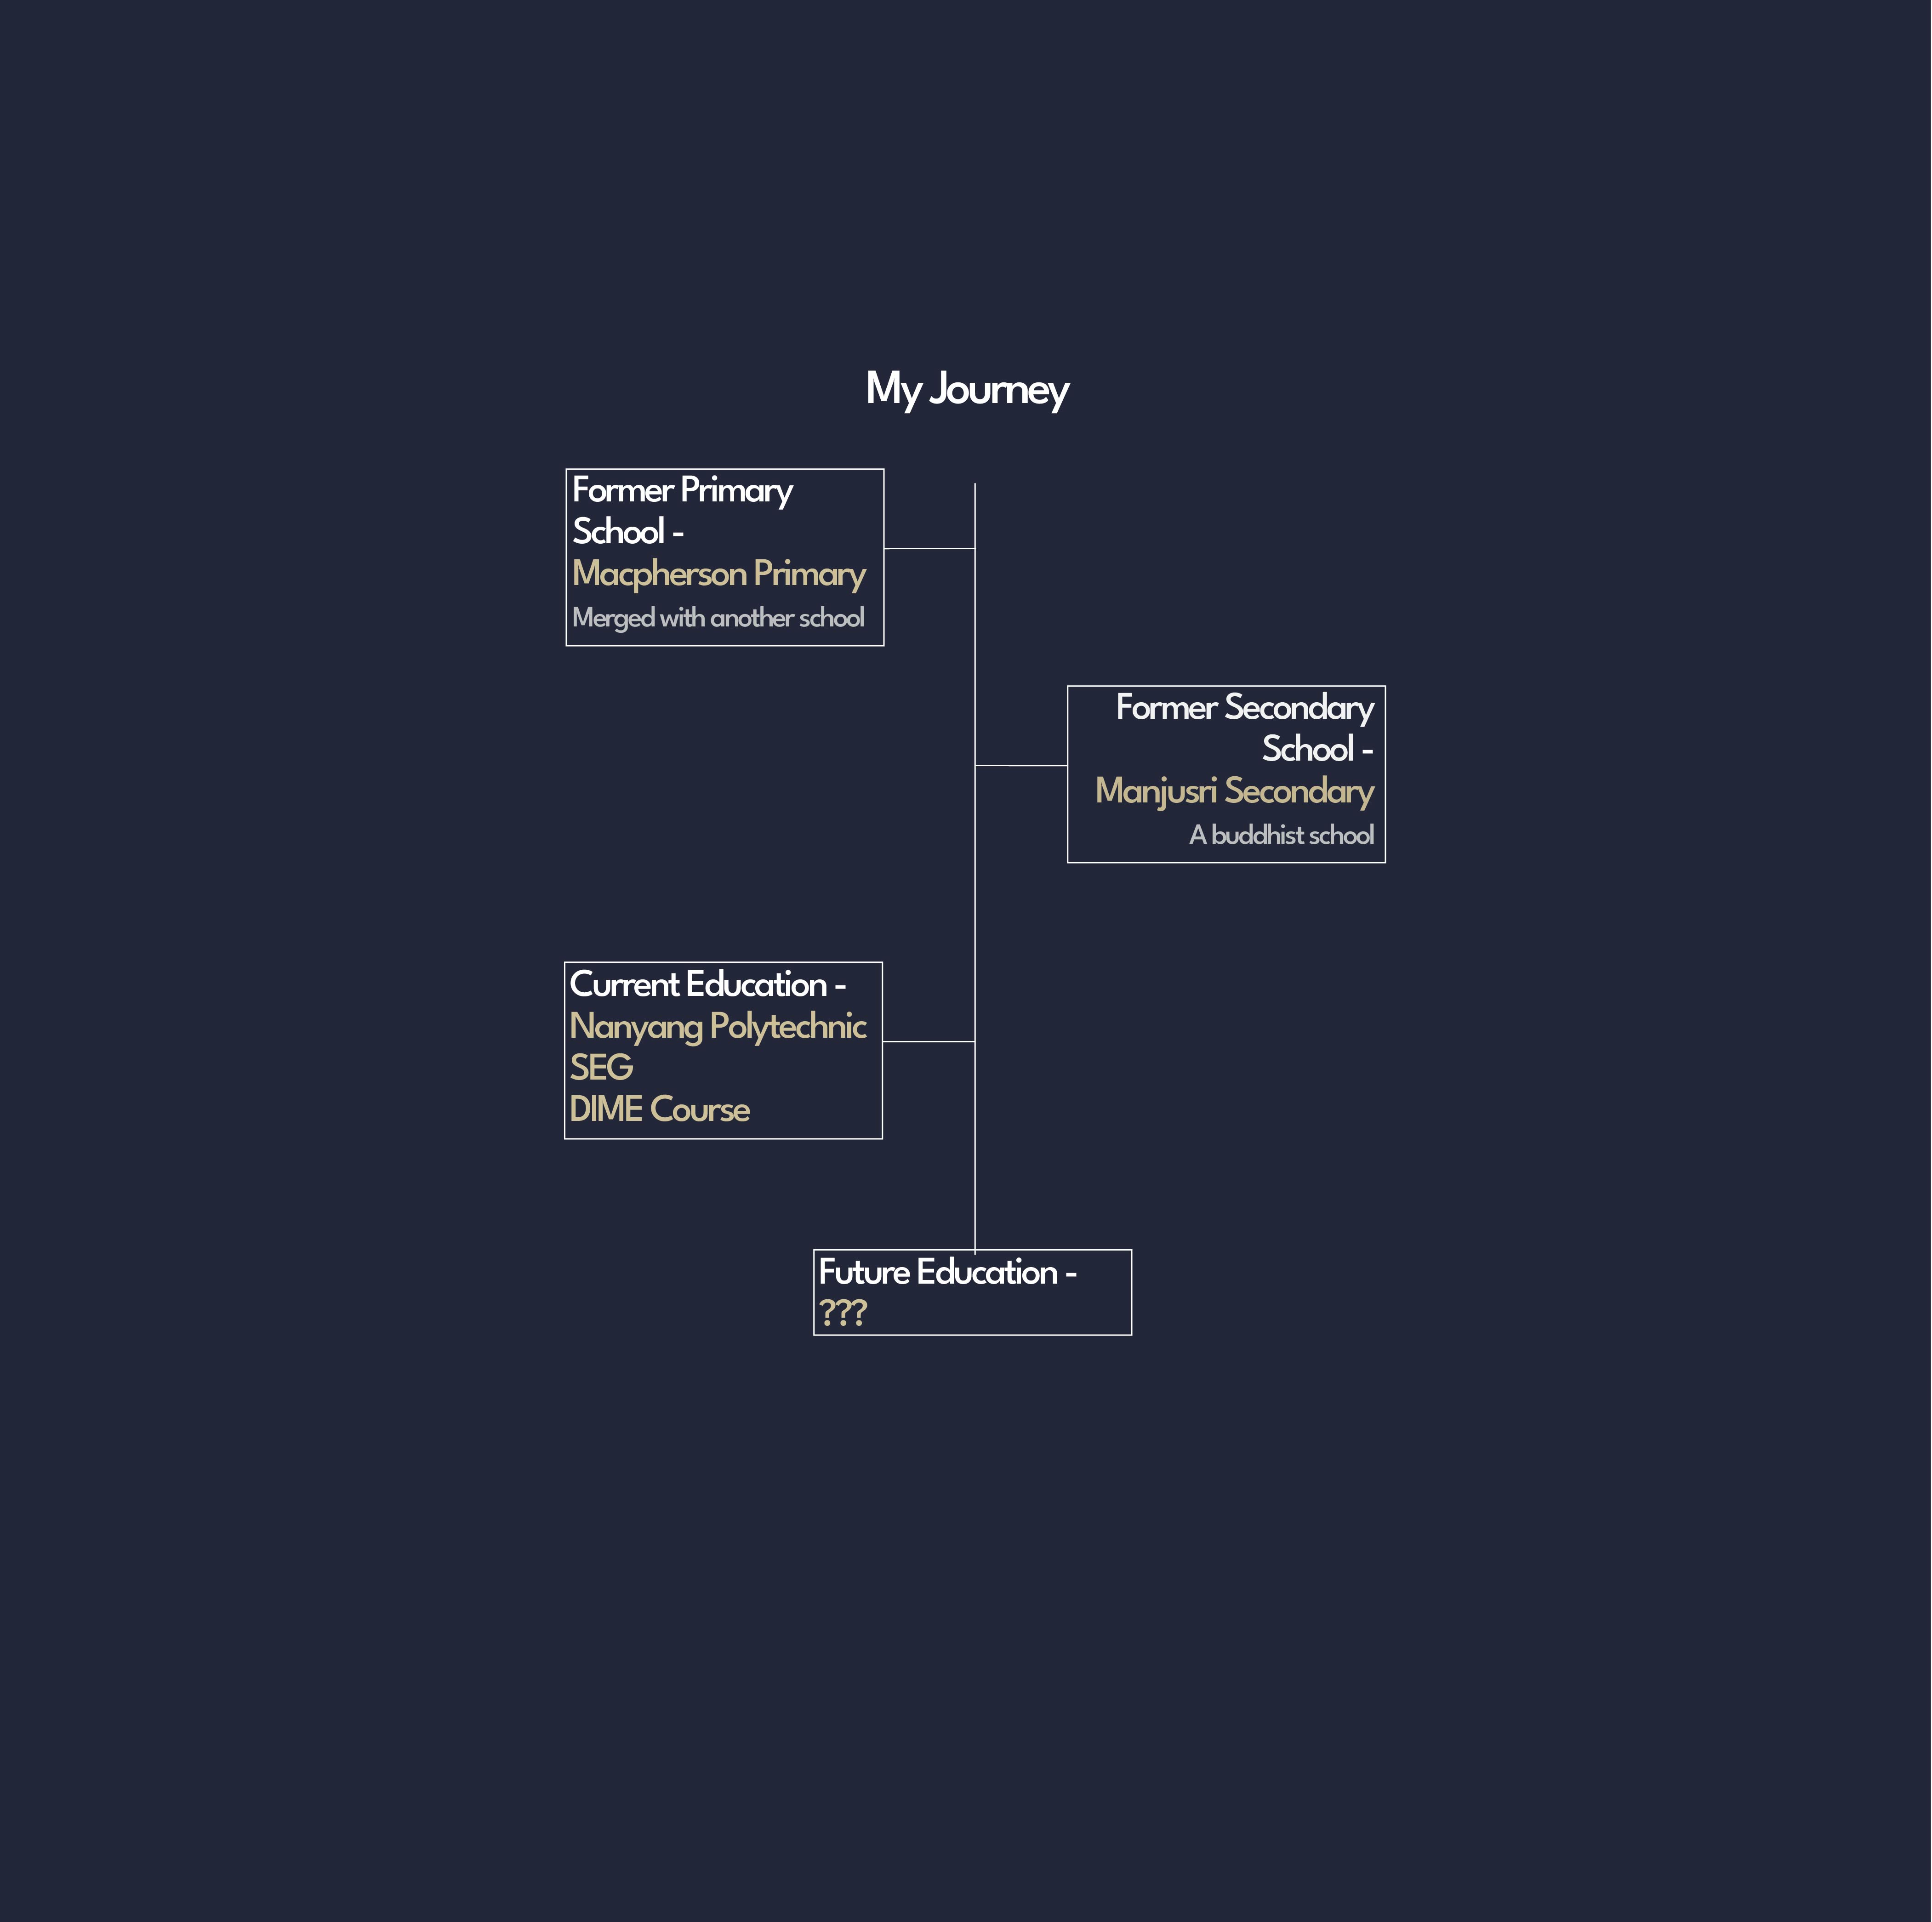 My Journey
Former Primary
School -
Macpherson Primary
Merged with another school
Former Secondary
School -
Manjusri Secondary
A buddhist school
Current Education -
Nanyang Polytechnic
SEG
DIME Course
Future Education -
???